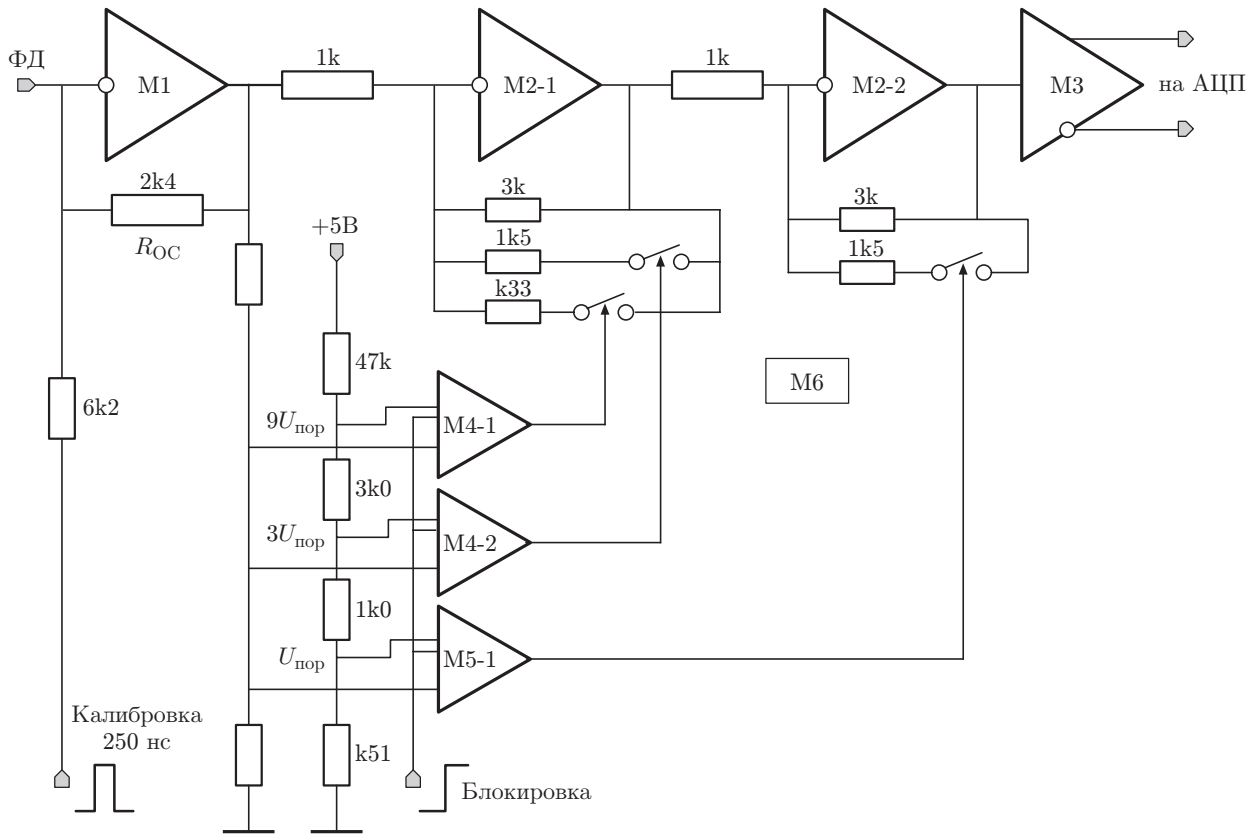 ФД
M1
1k
M2-1
1k
M2-2
M3
на АЦП
2k4
R_ОС
+5В
3k
1k5
k33
3k
1k5
6k2
47k
9U_пор
M4-1
M6
3k0
3U_пор
M4-2
1k0
U_пор
M5-1
Калибровка
250 нс
k51
Блокировка